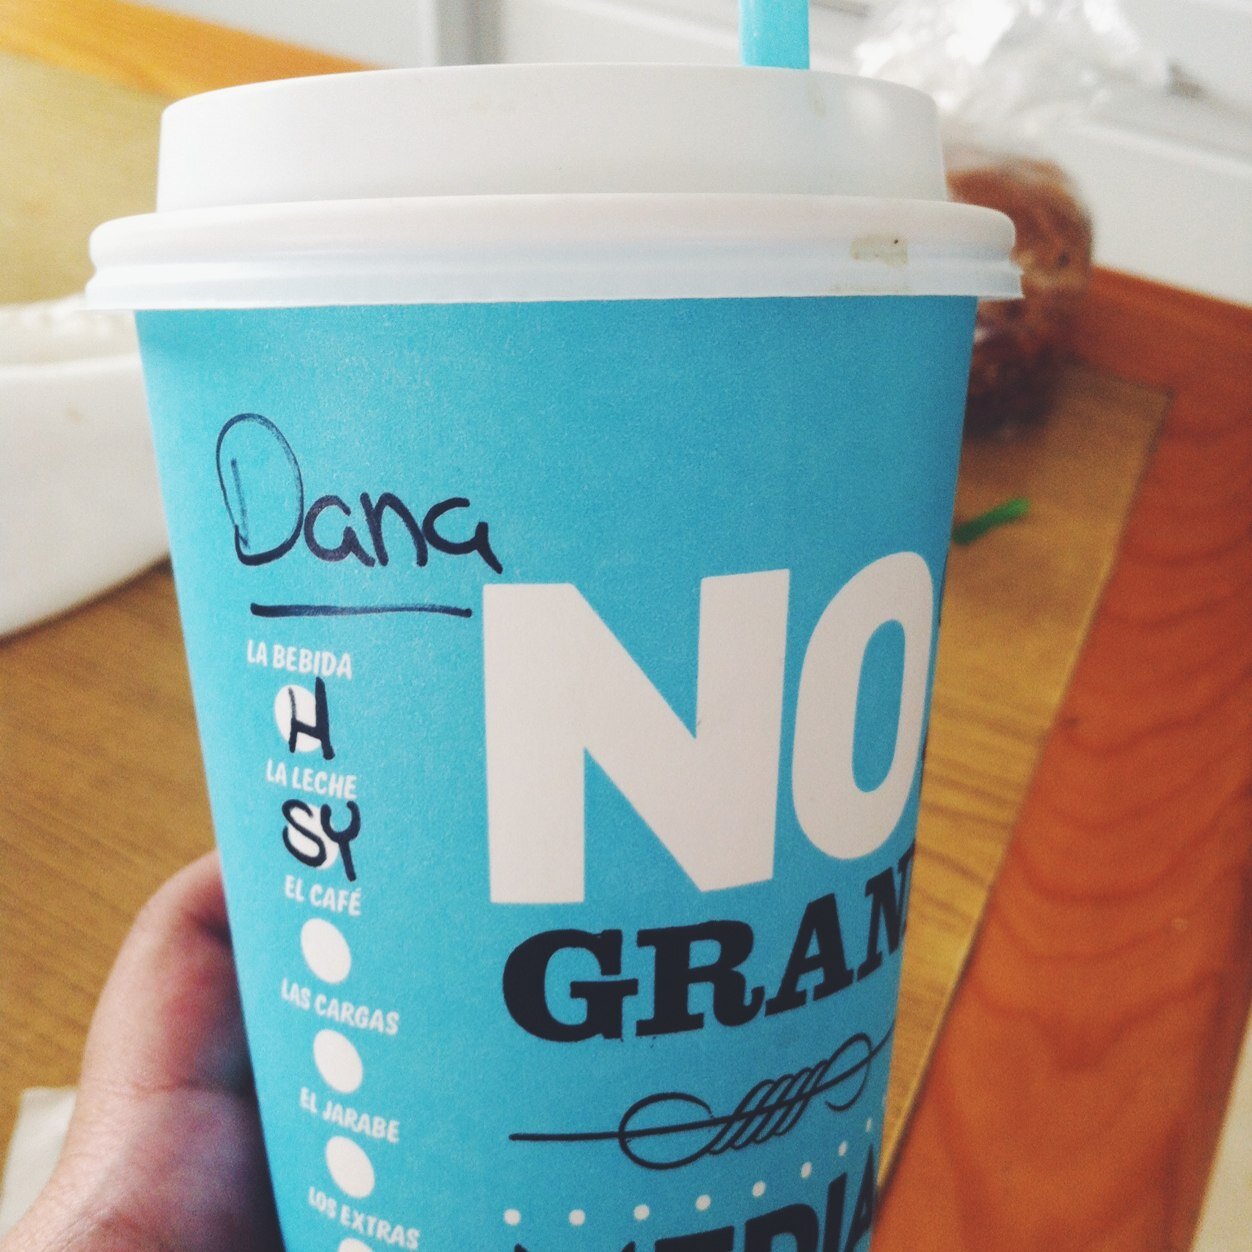 Dana
LA BEBIDA
H
LA LECHE
SY
EL CAFÉ
LAS CARGAS
EL JARABE
LOS EXTRAS
NO
GRAN